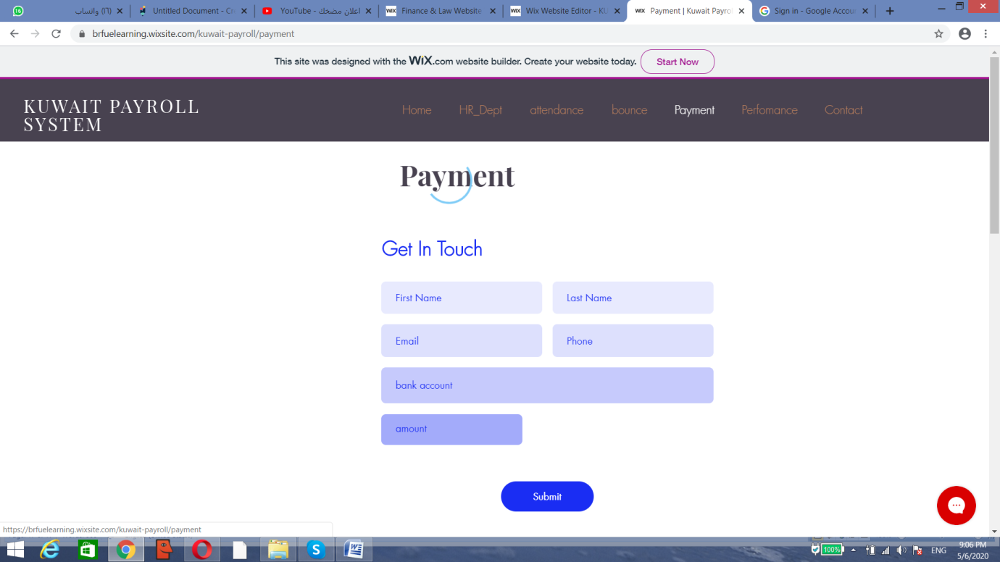 (١٦) واتساب
Untitled Document - Cr
اعلان مضحك - YouTube
Finance & Law Website
Wix Website Editor - KU
Payment | Kuwait Payrol
Sign in - Google Accoun
brfuelearning.wixsite.com/kuwait-payroll/payment
This site was designed with the WiX.com website builder. Create your website today. Start Now
KUWAIT PAYROLL
SYSTEM
Home HR_Dept attendance bounce Payment Perfomance Contact
Payment
Get In Touch
First Name Last Name
Email Phone
bank account
amount
Submit
https://brfuelearning.wixsite.com/kuwait-payroll/payment
100% ENG 9:06 PM
5/6/2020